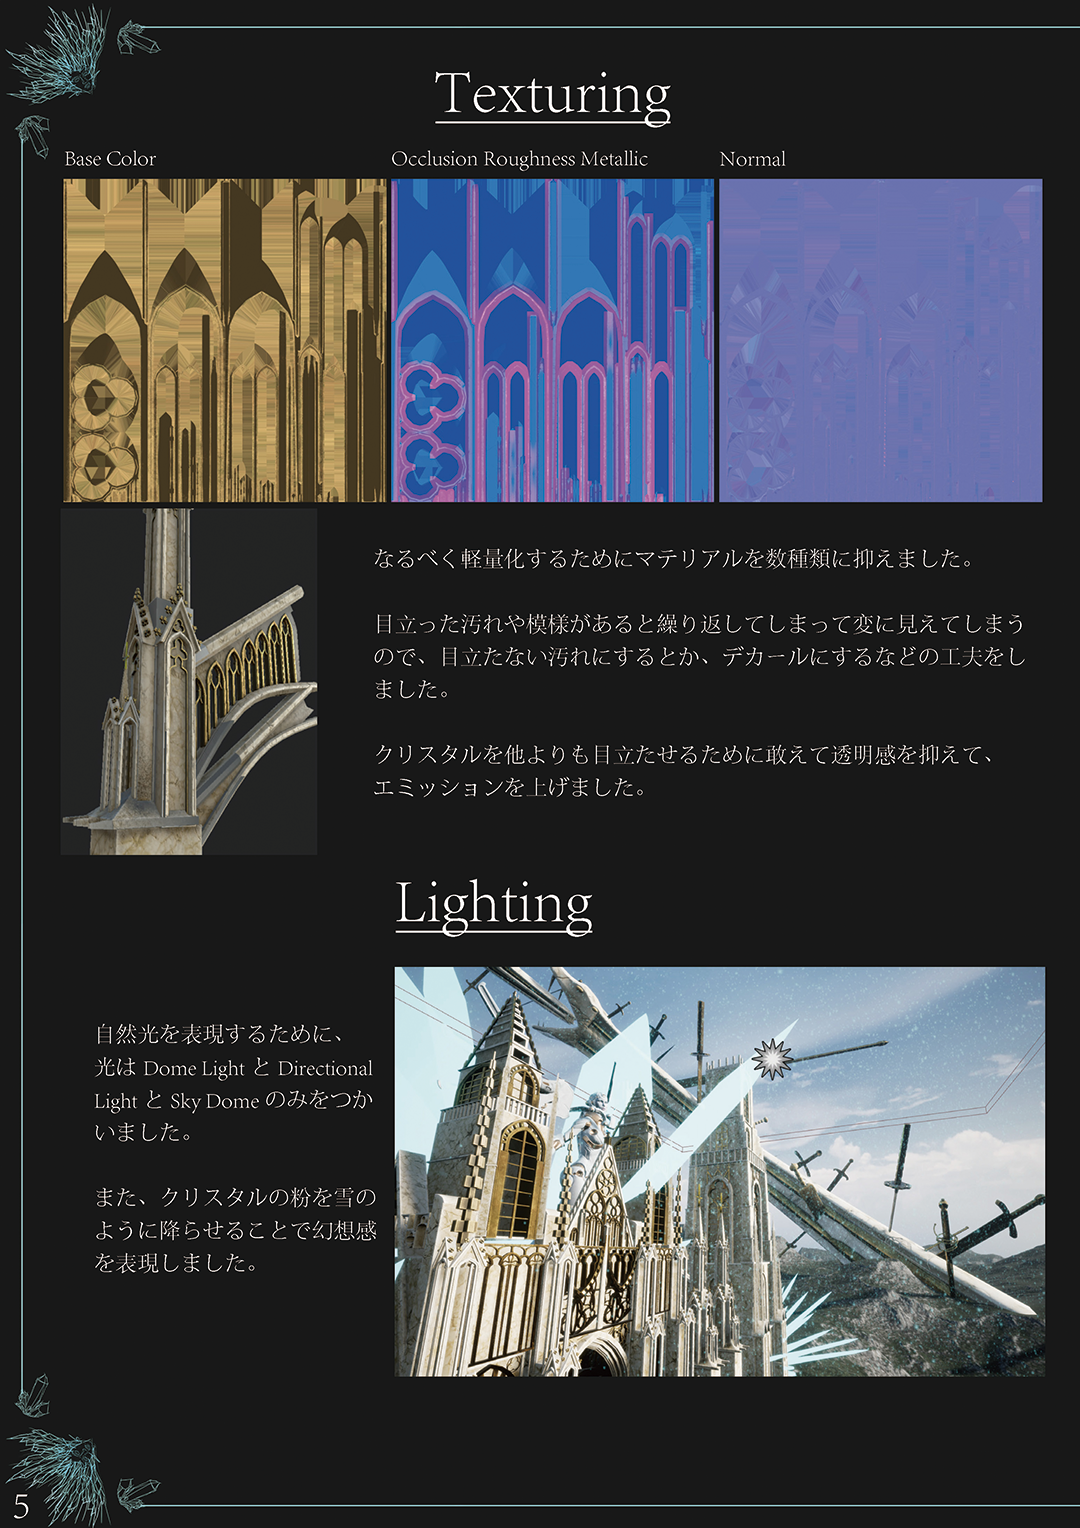 Texturing
Base Color
Occlusion Roughness Metallic
Normal
なるべく軽量化するためにマテリアルを数種類に抑えました。
目立った汚れや模様があると繰り返してしまって変に見えてしまう
ので、目立たない汚れにするとか、デカールにするなどの工夫をし
ました。
クリスタルを他よりも目立たせるために敢えて透明感を抑えて、
エミッションを上げました。
Lighting
自然光を表現するために、
光は Dome Light と Directional
Light と Sky Dome のみをつか
いました。
また、クリスタルの粉を雪の
ように降らせることで幻想感
を表現しました。
5